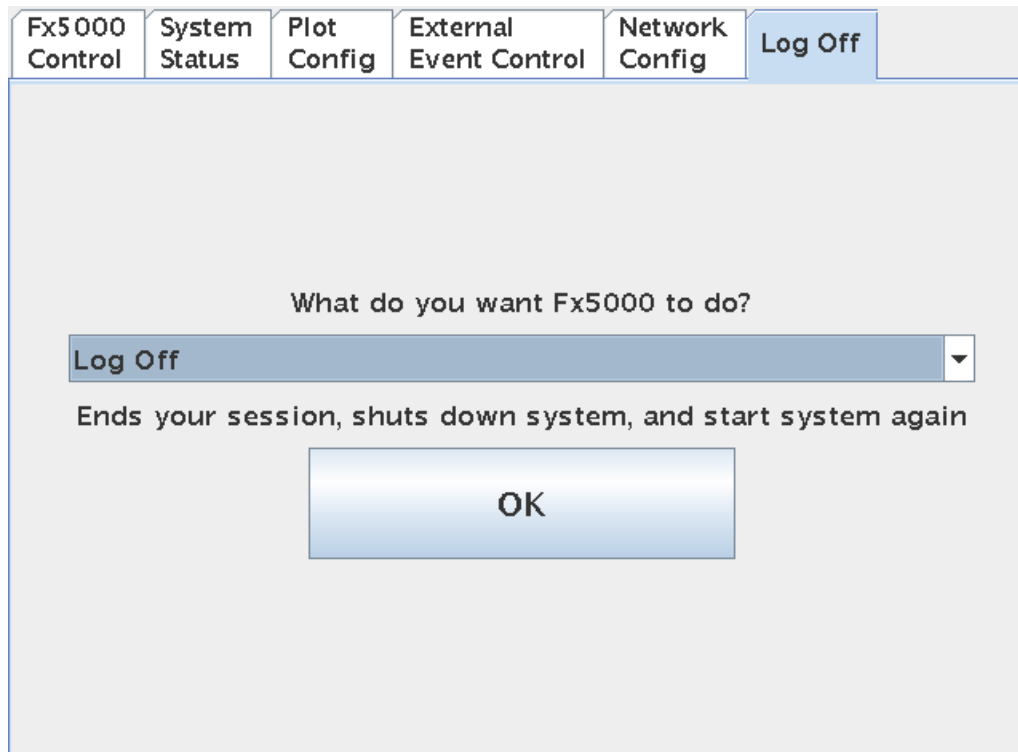 Fx5000
Control
System
Status
Plot
Config
External
Event Control
Network
Config
Log Off
What do you want Fx5000 to do?
Log Off
Ends your session, shuts down system, and start system again
OK